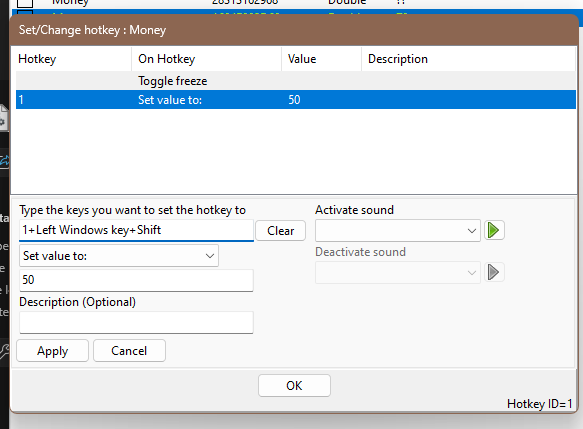 Money Double ??
Set/Change hotkey : Money
Hotkey On Hotkey Value Description
Toggle freeze
1 Set value to: 50
Type the keys you want to set the hotkey to
1+Left Windows key+Shift
Clear
Set value to:
50
Description (Optional)
Apply Cancel
Activate sound
Deactivate sound
OK
Hotkey ID=1